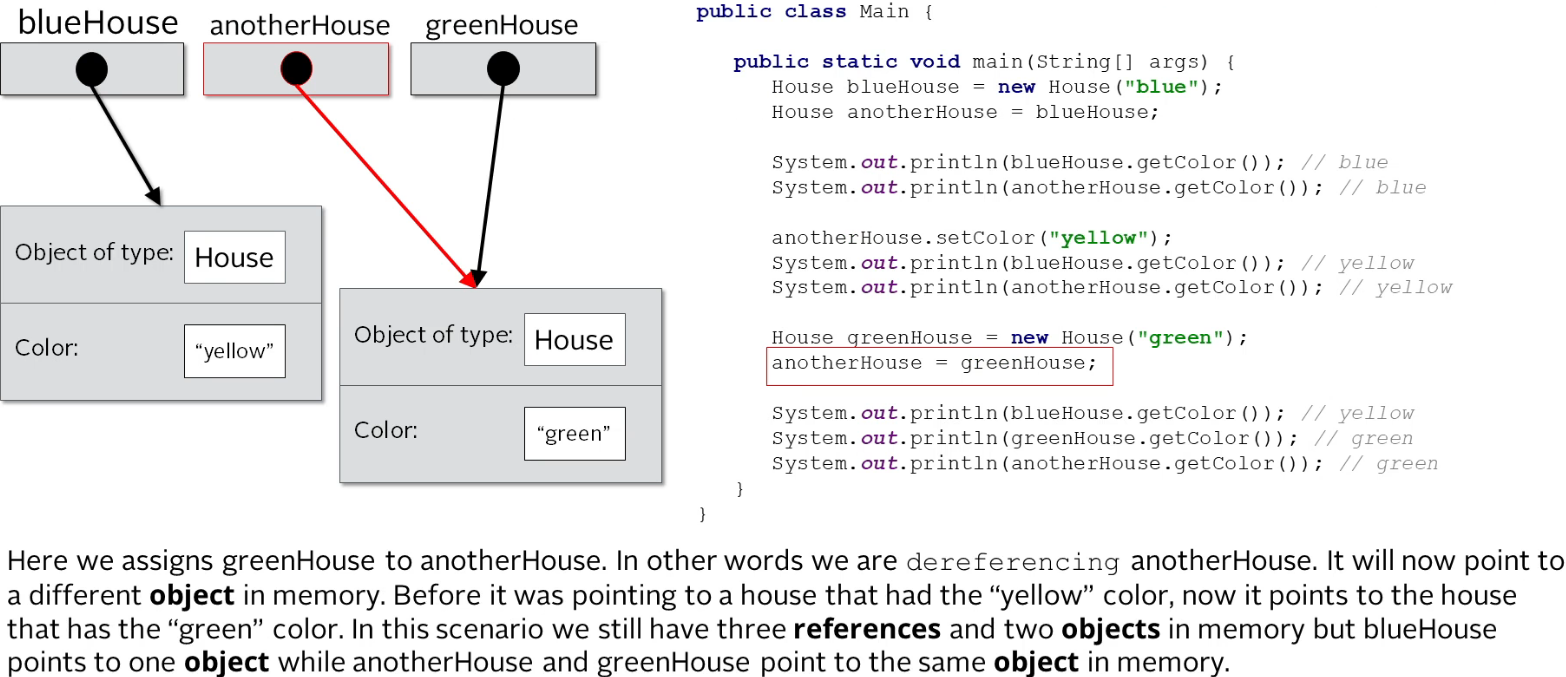 blueHouse
anotherHouse
greenHouse
Object of type:
House
Color:
“yellow”
Object of type:
House
Color:
“green”
public class Main {
public static void main(String[] args) {
House blueHouse = new House("blue");
House anotherHouse = blueHouse;
System.out.println(blueHouse.getColor()); // blue
System.out.println(anotherHouse.getColor()); // blue
anotherHouse.setColor("yellow");
System.out.println(blueHouse.getColor()); // yellow
System.out.println(anotherHouse.getColor()); // yellow
House greenHouse = new House("green");
anotherHouse = greenHouse;
System.out.println(blueHouse.getColor()); // yellow
System.out.println(greenHouse.getColor()); // green
System.out.println(anotherHouse.getColor()); // green
}
}
Here we assigns greenHouse to anotherHouse. In other words we are dereferencing anotherHouse. It will now point to
a different object in memory. Before it was pointing to a house that had the “yellow” color, now it points to the house
that has the “green” color. In this scenario we still have three references and two objects in memory but blueHouse
points to one object while anotherHouse and greenHouse point to the same object in memory.